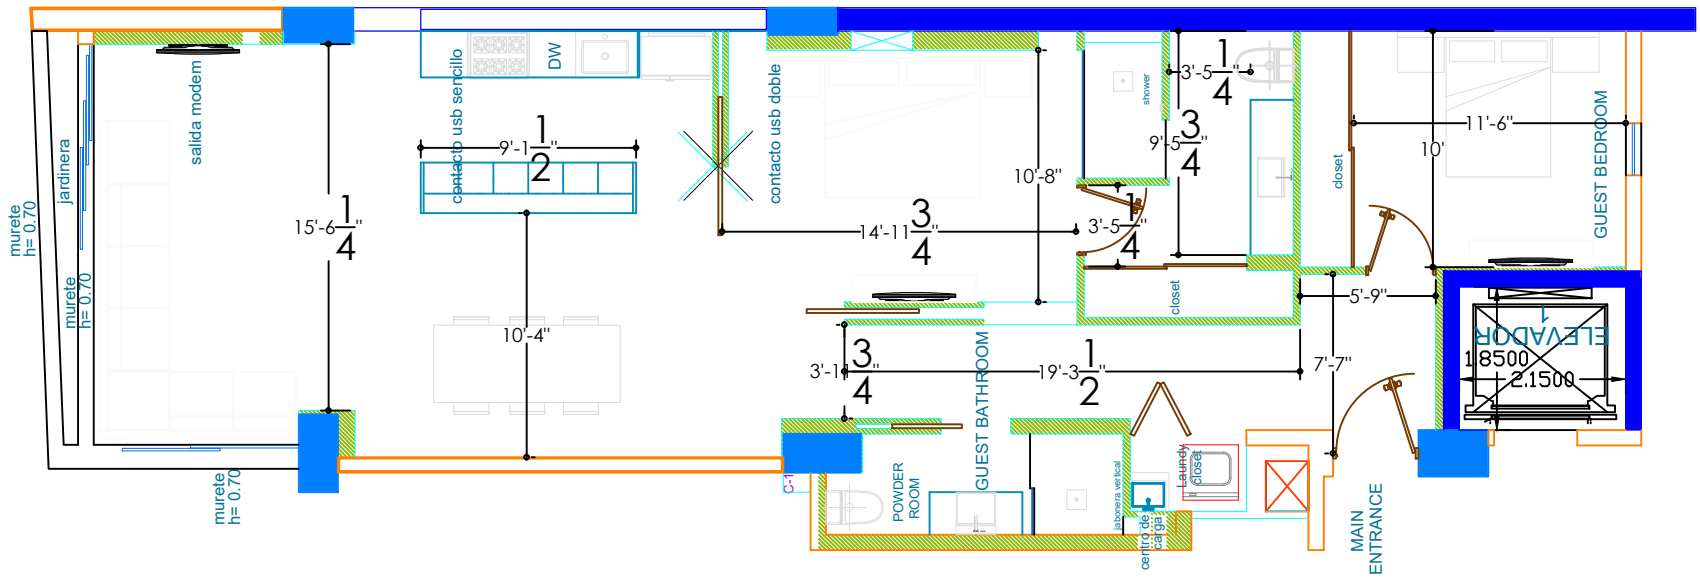 salida modem
jardinera
murete
h= 0.70
murete
h= 0.70
murete
h= 0.70
15'-6 1/4"
contacto usb sencillo
DW
9'-1 1/2"
10'-4"
contacto usb doble
10'-8"
14'-11 3/4"
shower
3'-5 1/4"
9'-5 3/4"
3'-5 1/4"
closet
closet
11'-6"
10'
GUEST BEDROOM
5'-9"
7'-7"
ELEVADOR
1
1.8500
2.1500
3'-11 3/4"
19'-3 1/2"
GUEST BATHROOM
C-1
POWDER
ROOM
jabonera vertical
centro de
carga
Laundy
closet
MAIN
ENTRANCE